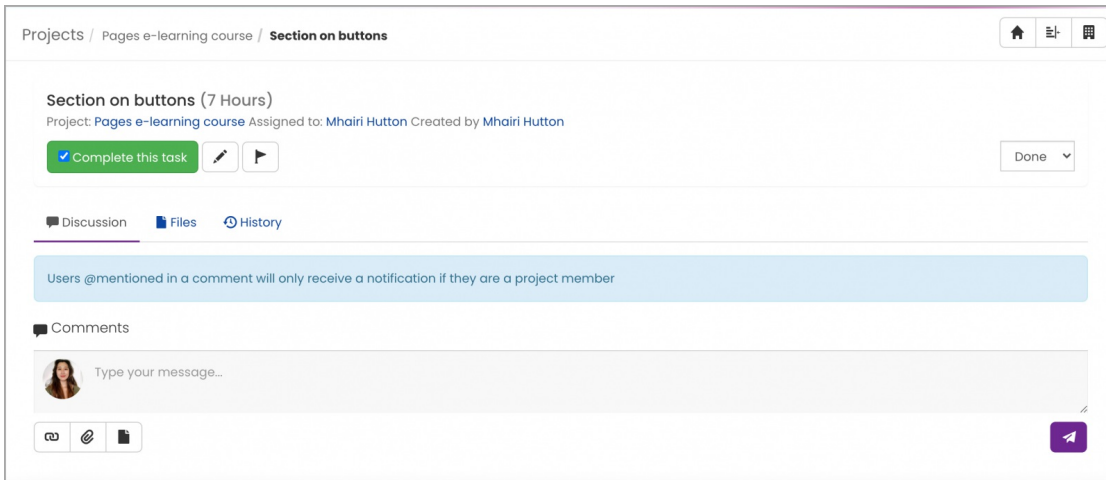 Projects / Pages e-learning course / Section on buttons
Section on buttons (7 Hours)
Project: Pages e-learning course Assigned to: Mhairi Hutton Created by Mhairi Hutton
Complete this task
Done
Discussion
Files
History
Users @mentioned in a comment will only receive a notification if they are a project member
Comments
Type your message...